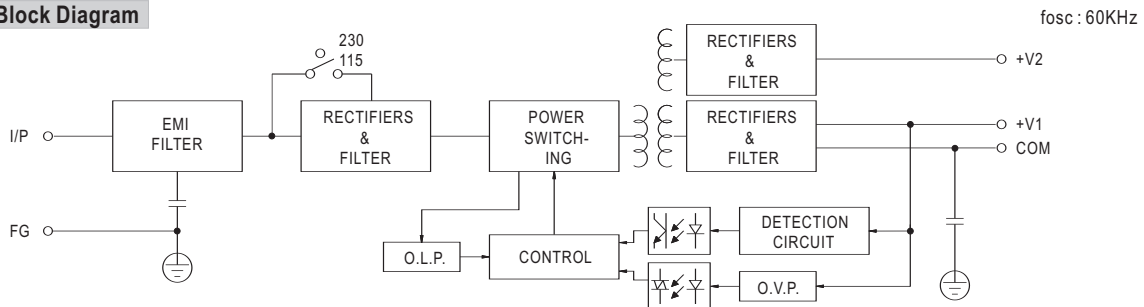 Block Diagram
fosc : 60KHz
230
115
I/P
EMI
FILTER
RECTIFIERS
&
FILTER
POWER
SWITCH-
ING
RECTIFIERS
&
FILTER
+V2
RECTIFIERS
&
FILTER
+V1
COM
FG
O.L.P.
CONTROL
DETECTION
CIRCUIT
O.V.P.